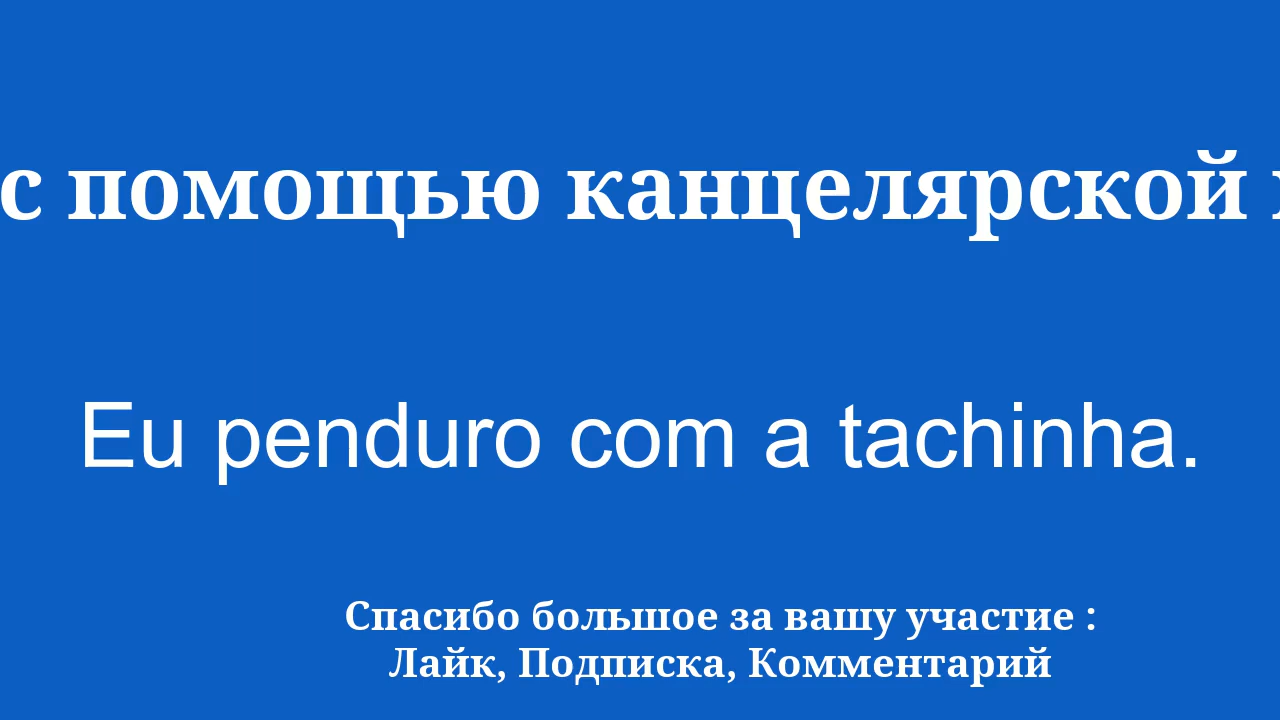 с помощью канцелярской
Eu penduro com a tachinha.
Спасибо большое за вашу участие :
Лайк, Подписка, Комментарий